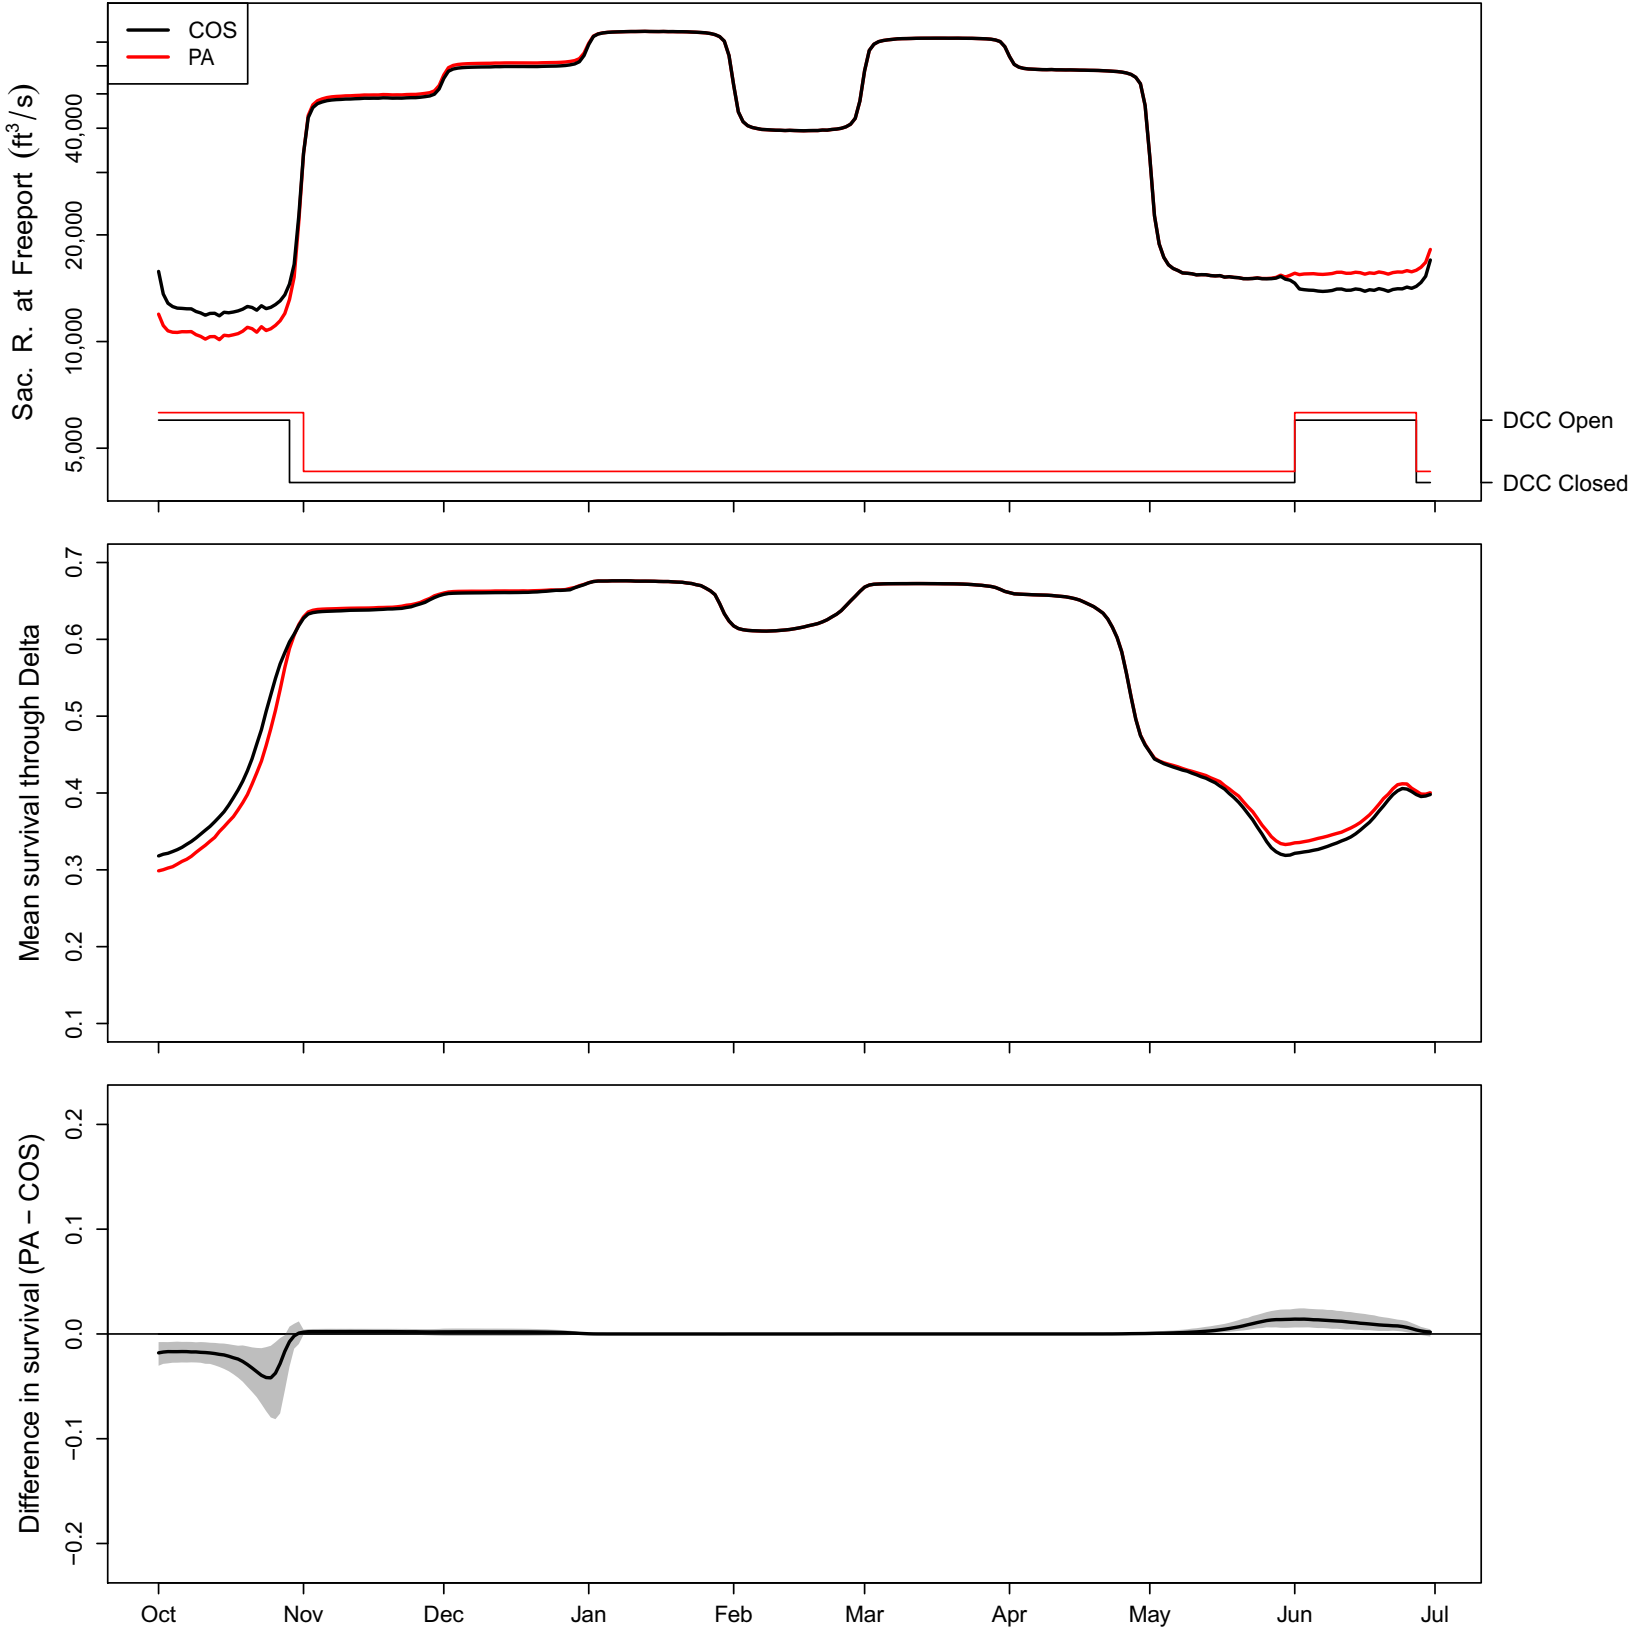 COS
PA
Sac. R. at Freeport (ft³/s)
40,000
20,000
10,000
5,000
DCC Open
DCC Closed
Mean survival through Delta
0.7
0.6
0.5
0.4
0.3
0.2
0.1
Difference in survival (PA − COS)
0.2
0.1
0.0
−0.1
−0.2
Oct Nov Dec Jan Feb Mar Apr May Jun Jul